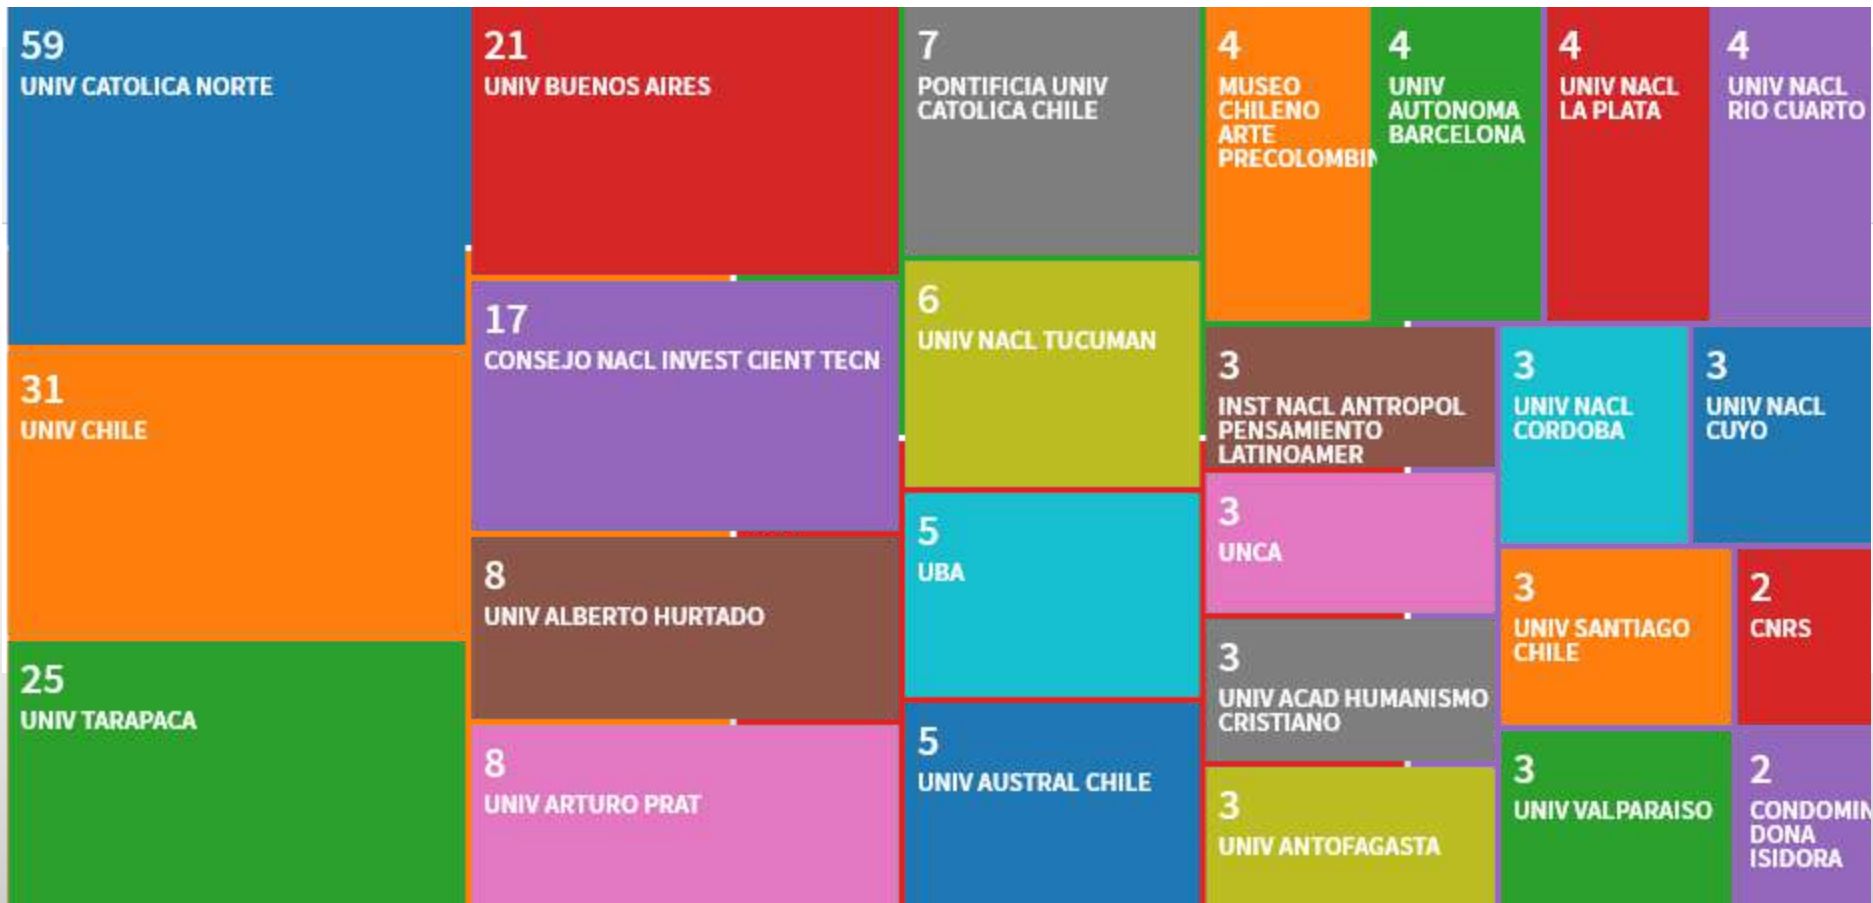 59
UNIV CATOLICA NORTE
31
UNIV CHILE
25
UNIV TARAPACA
21
UNIV BUENOS AIRES
17
CONSEJO NACL INVEST CIENT TECN
8
UNIV ALBERTO HURTADO
8
UNIV ARTURO PRAT
7
PONTIFICIA UNIV
CATOLICA CHILE
6
UNIV NACL TUCUMAN
5
UBA
5
UNIV AUSTRAL CHILE
4
MUSEO
CHILENO
ARTE
PRECOLOMBIN
4
UNIV
AUTONOMA
BARCELONA
4
UNIV NACL
LA PLATA
4
UNIV NACL
RIO CUARTO
3
INST NACL ANTROPOL
PENSAMIENTO
LATINOAMER
3
UNCA
3
UNIV ACAD HUMANISMO
CRISTIANO
3
UNIV ANTOFAGASTA
3
UNIV NACL
CORDOBA
3
UNIV NACL
CUYO
3
UNIV SANTIAGO
CHILE
2
CNRS
3
UNIV VALPARAISO
2
CONDOMIN
DONA
ISIDORA